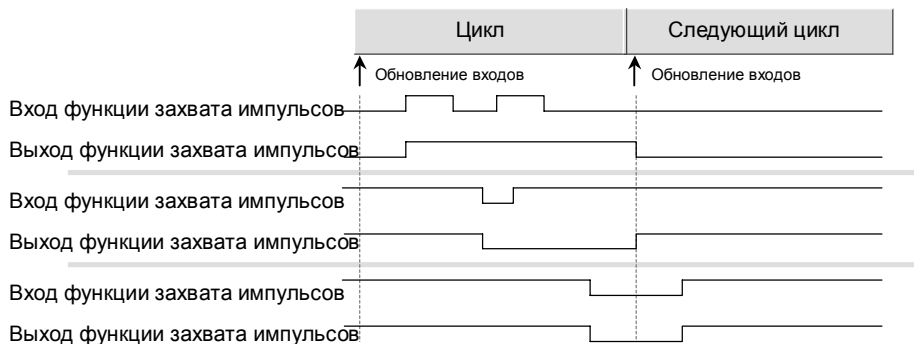 Цикл
Следующий цикл
Обновление входов
Обновление входов
Вход функции захвата импульсов
Выход функции захвата импульсов
Вход функции захвата импульсов
Выход функции захвата импульсов
Вход функции захвата импульсов
Выход функции захвата импульсов